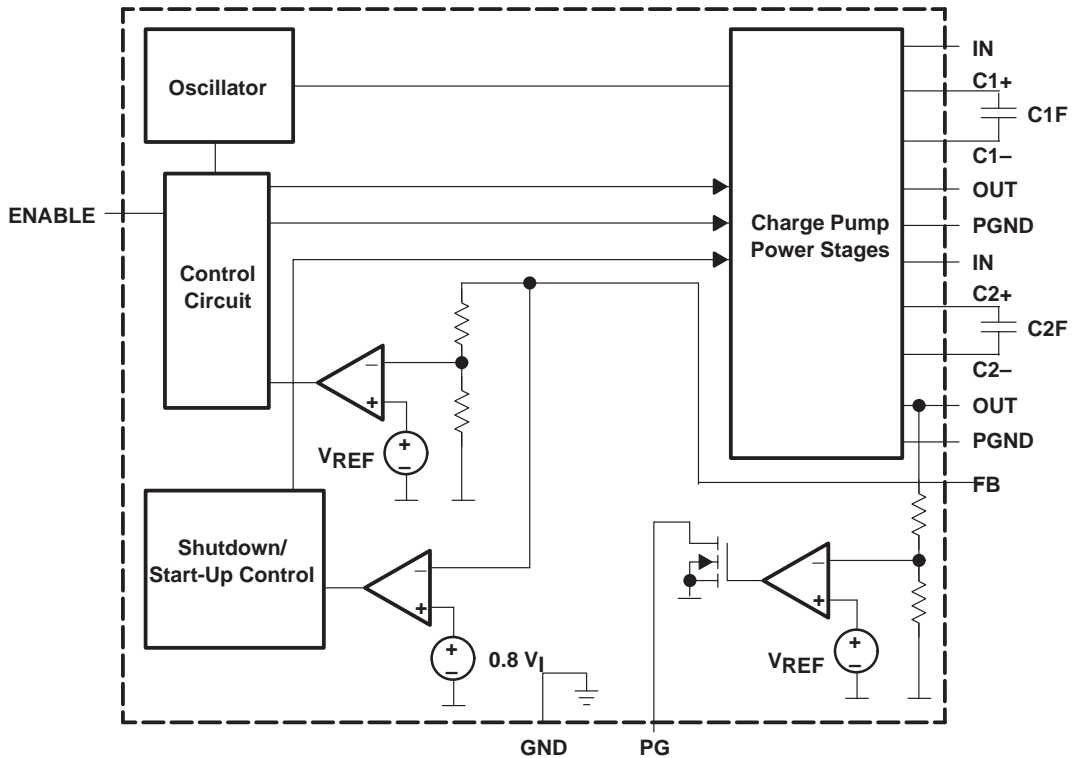 Oscillator
ENABLE
Control
Circuit
Charge Pump
Power Stages
IN
C1+
C1F
C1–
OUT
PGND
IN
C2+
C2F
C2–
OUT
PGND
FB
–
+
VREF
+
–
Shutdown/
Start-Up Control
–
+
+
–
0.8 VI
–
+
VREF
+
–
GND
PG